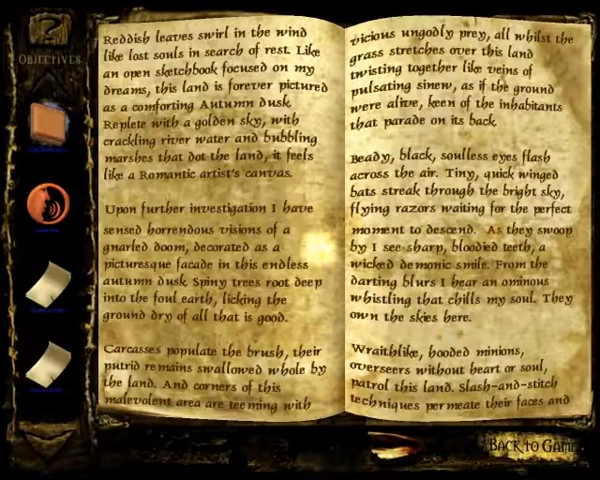 Objectives
Reddish leaves swirl in the wind
like lost souls in search of rest. Like
an open sketchbook focused on my
dreams, this land is forever pictured
as a comforting Autumn dusk.
Replete with a golden sky, with
crackling river water and bubbling
marshes that dot the land, it feels
like a Romantic artist's canvas.
Upon further investigation I have
sensed horrendous visions of a
gnarled doom, decorated as a
picturesque facade in this endless
autumn dusk. Spiny trees root deep
into the foul earth, licking the
ground dry of all that is good.
Carcasses populate the brush, their
putrid remains swallowed whole by
the land. And corners of this
malevolent area are teeming with
vicious ungodly prey, all whilst the
grass stretches over this land
twisting together like veins of
pulsating sinew, as if the ground
were alive, keen of the inhabitants
that parade on its back.
Beady, black, soulless eyes flash
across the air. Tiny, quick winged
bats streak through the bright sky,
flying razors waiting for the perfect
moment to descend. As they swoop
by I see sharp, bloodied teeth, a
wicked demonic smile. From the
darting blurs I hear an ominous
whistling that chills my soul. They
own the skies here.
Wraithlike, hooded minions,
overseers without heart or soul,
patrol this land. Slash-and-stitch
techniques permeate their faces and
Back to Game